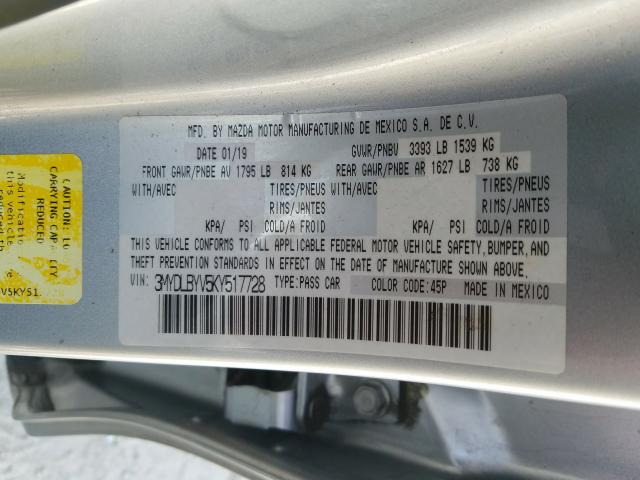 MFD. BY MAZDA MOTOR MANUFACTURING DE MEXICO S.A. DE C.V.
DATE 01/19 GVWR/PNBV 3393 LB 1539 KG
FRONT GAWR/PNBE AV 1795 LB 814 KG REAR GAWR/PNBE AR 1627 LB 738 KG
WITH/AVEC TIRES/PNEUS WITH/AVEC TIRES/PNEUS
RIMS/JANTES RIMS/JANTES
KPA/ PSI COLD/A FROID KPA/ PSI COLD/A FROID
THIS VEHICLE CONFORMS TO ALL APPLICABLE FEDERAL MOTOR VEHICLE SAFETY, BUMPER, AND
THEFT PREVENTION STANDARDS IN EFFECT ON THE DATE OF MANUFACTURE SHOWN ABOVE.
VIN: 3MYDLBYV5KY517728 TYPE:PASS CAR COLOR CODE:45P MADE IN MEXICO
CAUTION: LO
CARRYING CAP CITY
REDUCED
Modificatio
this vehicle
reduced th
V5KY51